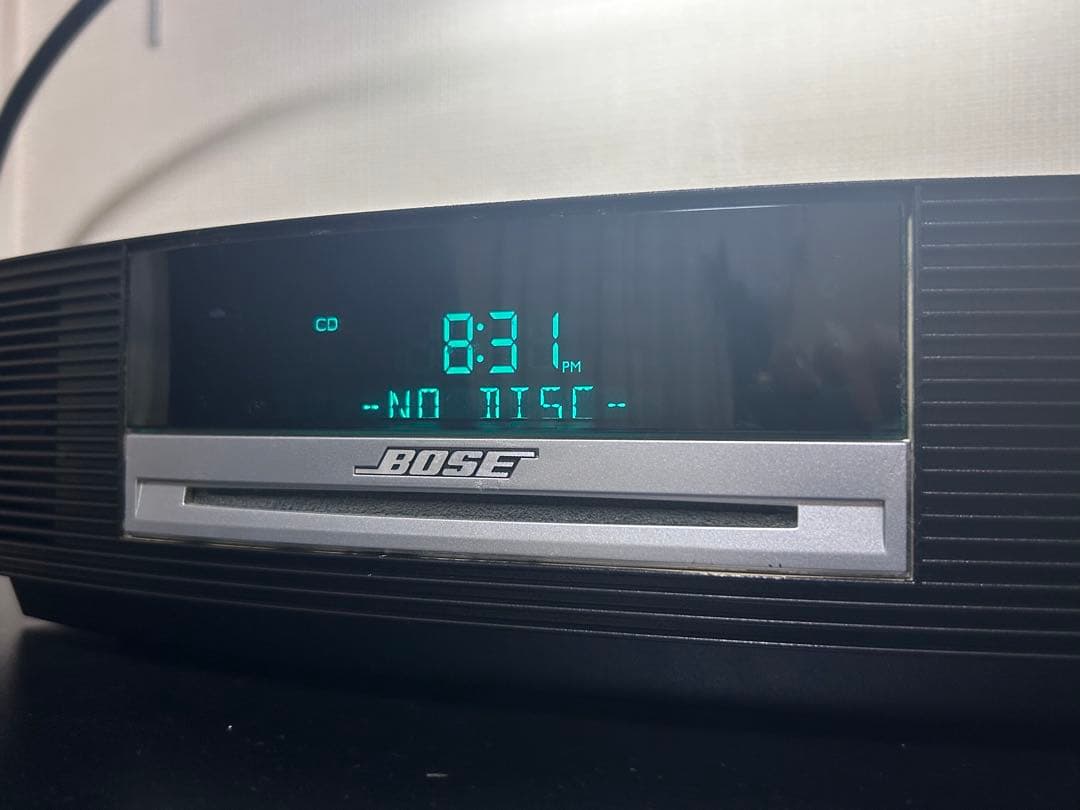 CD 8:31 PM
-NO DISC-
BOSE